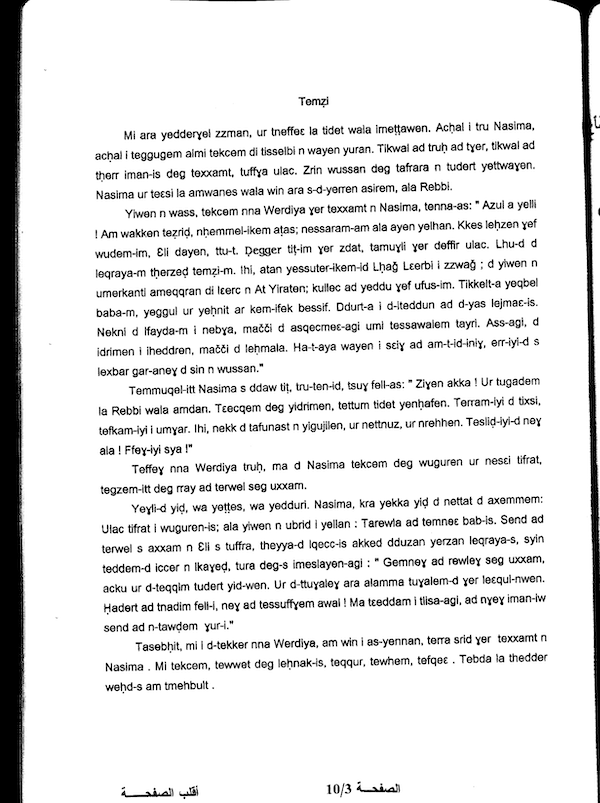 Temẓi
Mi ara yedderɣel zzman, ur tneffeɛ la tidet wala imeṭṭawen. Acḥal i tru Nasima,
acḥal i teggugem almi tekcem di tisselbi n wayen yuran. Tikwal ad truḥ ad tɣer, tikwal ad
tḥerr iman-is deg texxamt, tuffɣa ulac. Zrin wussan deg tafrara n tudert yettwaɣen.
Nasima ur teɛsi la amwanes wala win ara s-d-yerren asirem, ala Rebbi.
Yiwen n wass, tekcem nna Werdiya ɣer texxamt n Nasima, tenna-as: " Azul a yelli
! Am wakken teẓriḍ, nḥemmel-ikem aṭas; nessaram-am ala ayen yelhan. Kkes leḥzen ɣef
wudem-im, Ɛli dayen, ttu-t. Ḍegger tiṭ-im ɣer zdat, tamuɣli ɣer deffir ulac. Lhu-d d
leqraya-m tḥerzeḍ temẓi-m. Ihi, atan yessuter-ikem-id Lḥaǧ Lɛerbi i zzwaǧ ; d yiwen n
umerkanti ameqqran di lɛerc n At Yiraten; kullec ad yeddu ɣef ufus-im. Tikkelt-a yeqbel
baba-m, yeggul ur yeḥnit ar kem-ifek bessif. Ddurt-a i d-iteddun ad d-yas lejmaɛ-is.
Nekni d lfayda-m i nebɣa, mačči d asqecmeɛ-agi umi tessawalem tayri. Ass-agi, d
idrimen i iheddren, mačči d leḥmala. Ha-t-aya wayen i sɛiɣ ad am-t-id-iniɣ, err-iyi-d s
lexbar gar-aneɣ d sin n wussan."
Temmuqel-itt Nasima s ddaw tiṭ, tru-ten-id, tsuɣ fell-as: " Ziɣen akka ! Ur tugadem
la Rebbi wala amdan. Tɛecqem deg yidrimen, tettum tidet yenḥafen. Terram-iyi d tixsi,
tefkam-iyi i umɣar. Ihi, nekk d tafunast n yigujilen, ur nettnuz, ur nrehhen. Tesliḍ-iyi-d neɣ
ala ! Ffeɣ-iyi sya !"
Teffeɣ nna Werdiya truḥ, ma d Nasima tekcem deg wuguren ur nesɛi tifrat,
tegzem-itt deg rray ad terwel seg uxxam.
Yeɣli-d yiḍ, wa yeṭṭes, wa yedduri. Nasima, kra yekka yiḍ d nettat d axemmem:
Ulac tifrat i wuguren-is; ala yiwen n ubrid i yellan : Tarewla ad temneɛ bab-is. Send ad
terwel s axxam n Ɛli s tuffra, theyya-d lqecc-is akked dduzan yerzan leqraya-s, syin
teddem-d iccer n lkaɣeḍ, tura deg-s imeslayen-agi : " Gemneɣ ad rewleɣ seg uxxam,
acku ur d-teqqim tudert yid-wen. Ur d-ttuɣaleɣ ara alamma tuɣalem-d ɣer leɛqul-nwen.
Ḥadert ad tnadim fell-i, neɣ ad tessuffɣem awal ! Ma tɛeddam i tlisa-agi, ad nɣeɣ iman-iw
send ad n-tawḍem ɣur-i."
Tasebḥit, mi i d-tekker nna Werdiya, am win i as-yennan, terra srid ɣer texxamt n
Nasima . Mi tekcem, tewwet deg leḥnak-is, teqqur, tewhem, tefqeɛ . Tebda la thedder
weḥd-s am tmehbult .
الصفحـــة 10/3
أقلب الصفحـــــة